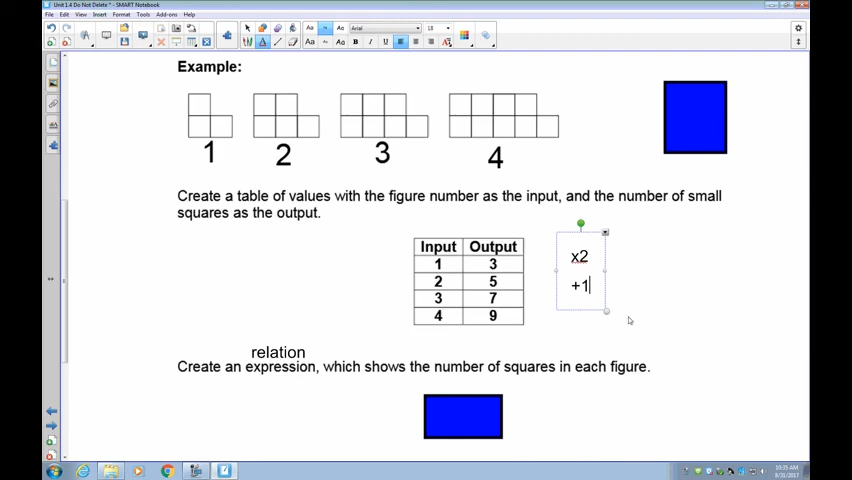 Unit 1.4 Do Not Delete * - SMART Notebook
File Edit View Insert Format Tools Add-ons Help
Arial 18
Example:
1 2 3 4
Create a table of values with the figure number as the input, and the number of small
squares as the output.
Input Output
1 3
2 5
3 7
4 9
x2
+1
relation
Create an expression, which shows the number of squares in each figure.
10:35 AM
8/31/2017